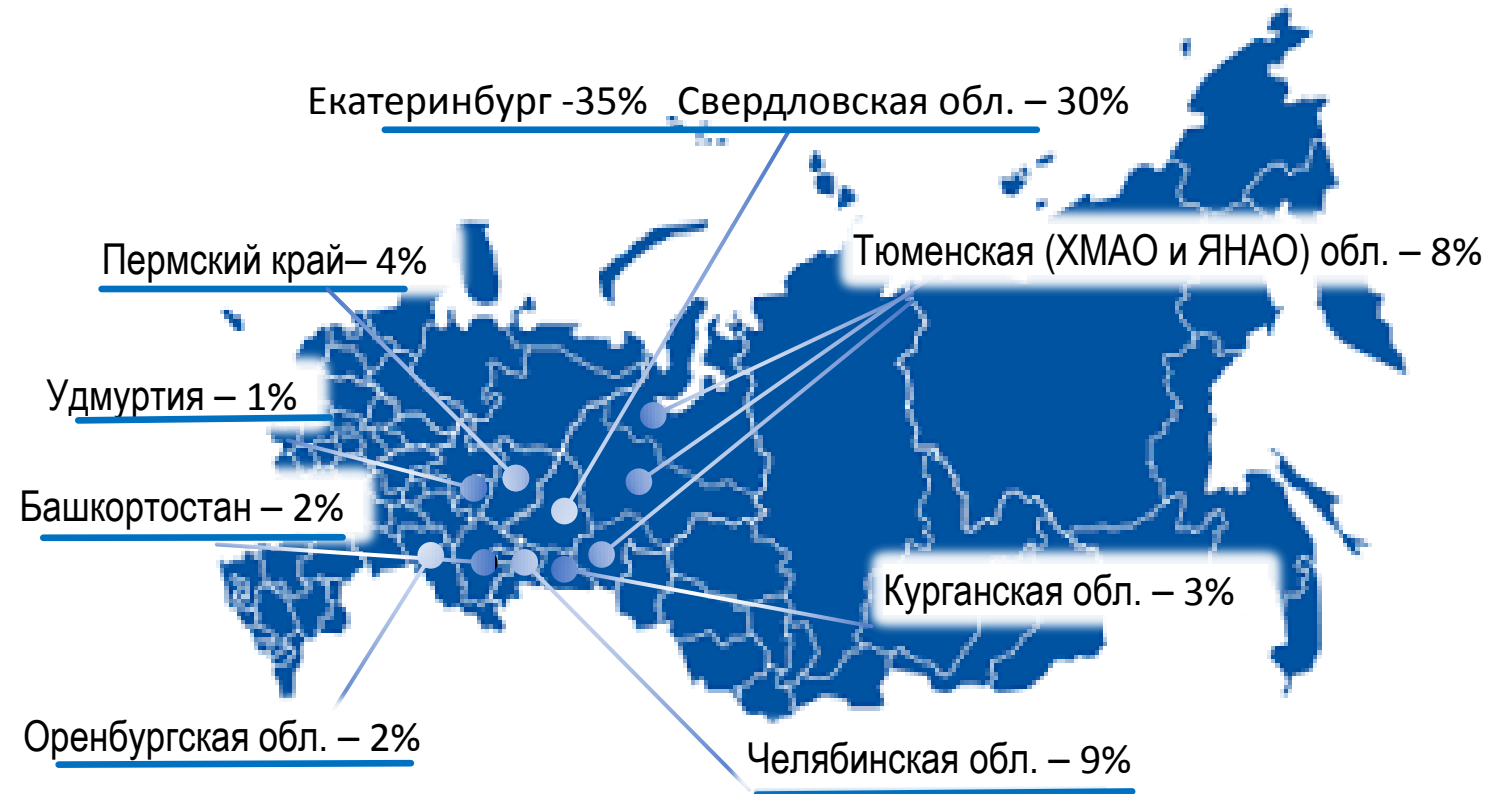 Екатеринбург -35% Свердловская обл. – 30%
Тюменская (ХМАО и ЯНАО) обл. – 8%
Пермский край– 4%
Удмуртия – 1%
Башкортостан – 2%
Курганская обл. – 3%
Оренбургская обл. – 2%
Челябинская обл. – 9%